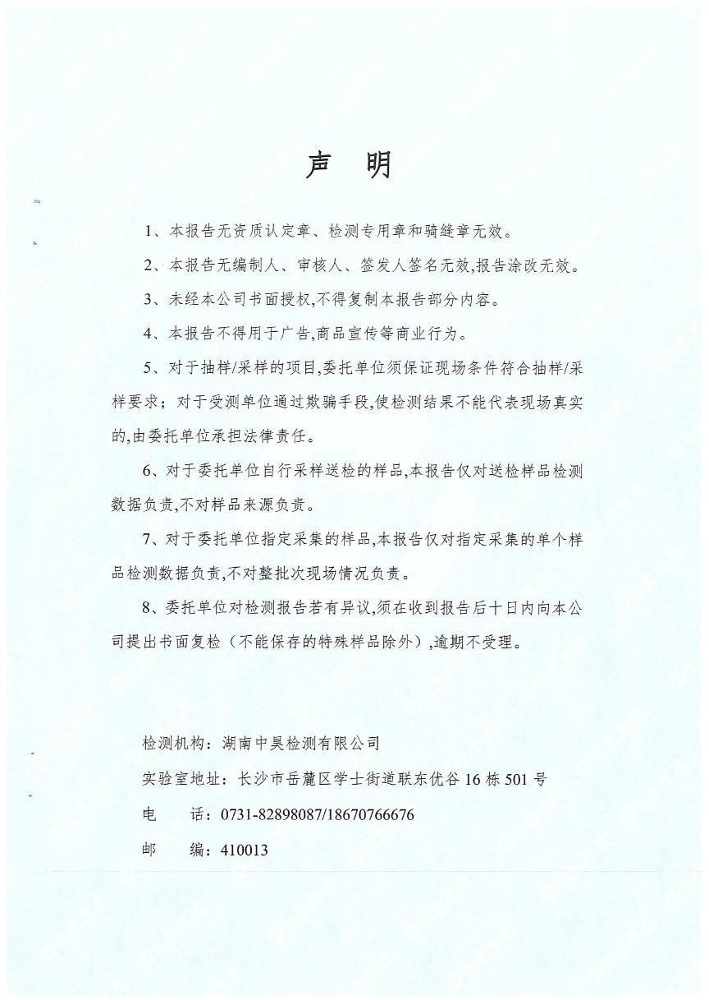 声 明
1、本报告无资质认定章、检测专用章和骑缝章无效。
2、本报告无编制人、审核人、签发人签名无效,报告涂改无效。
3、未经本公司书面授权,不得复制本报告部分内容。
4、本报告不得用于广告,商品宣传等商业行为。
5、对于抽样/采样的项目,委托单位须保证现场条件符合抽样/采
样要求；对于受测单位通过欺骗手段,使检测结果不能代表现场真实
的,由委托单位承担法律责任。
6、对于委托单位自行采样送检的样品,本报告仅对送检样品检测
数据负责,不对样品来源负责。
7、对于委托单位指定采集的样品,本报告仅对指定采集的单个样
品检测数据负责,不对整批次现场情况负责。
8、委托单位对检测报告若有异议,须在收到报告后十日内向本公
司提出书面复检（不能保存的特殊样品除外）,逾期不受理。
检测机构：湖南中昊检测有限公司
实验室地址：长沙市岳麓区学士街道联东优谷 16 栋 501 号
电 话：0731-82898087/18670766676
邮 编：410013